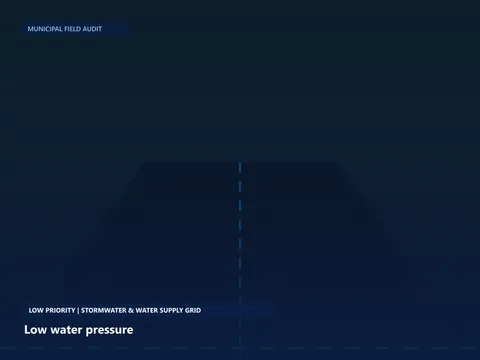 MUNICIPAL FIELD AUDIT
LOW PRIORITY | STORMWATER & WATER SUPPLY GRID
Low water pressure